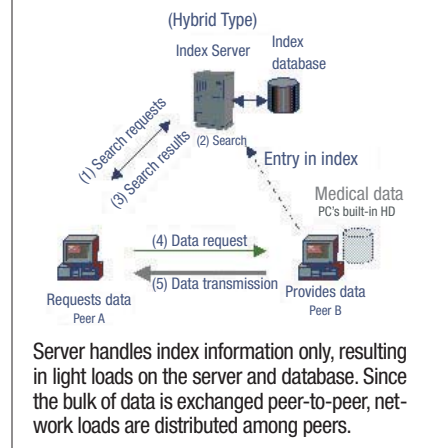 (Hybrid Type)
Index Server
Index
database
(1) Search requests
(2) Search
(3) Search results
Entry in index
Medical data
PC's built-in HD
(4) Data request
(5) Data transmission
Requests data
Peer A
Provides data
Peer B
Server handles index information only, resulting
in light loads on the server and database. Since
the bulk of data is exchanged peer-to-peer, net-
work loads are distributed among peers.